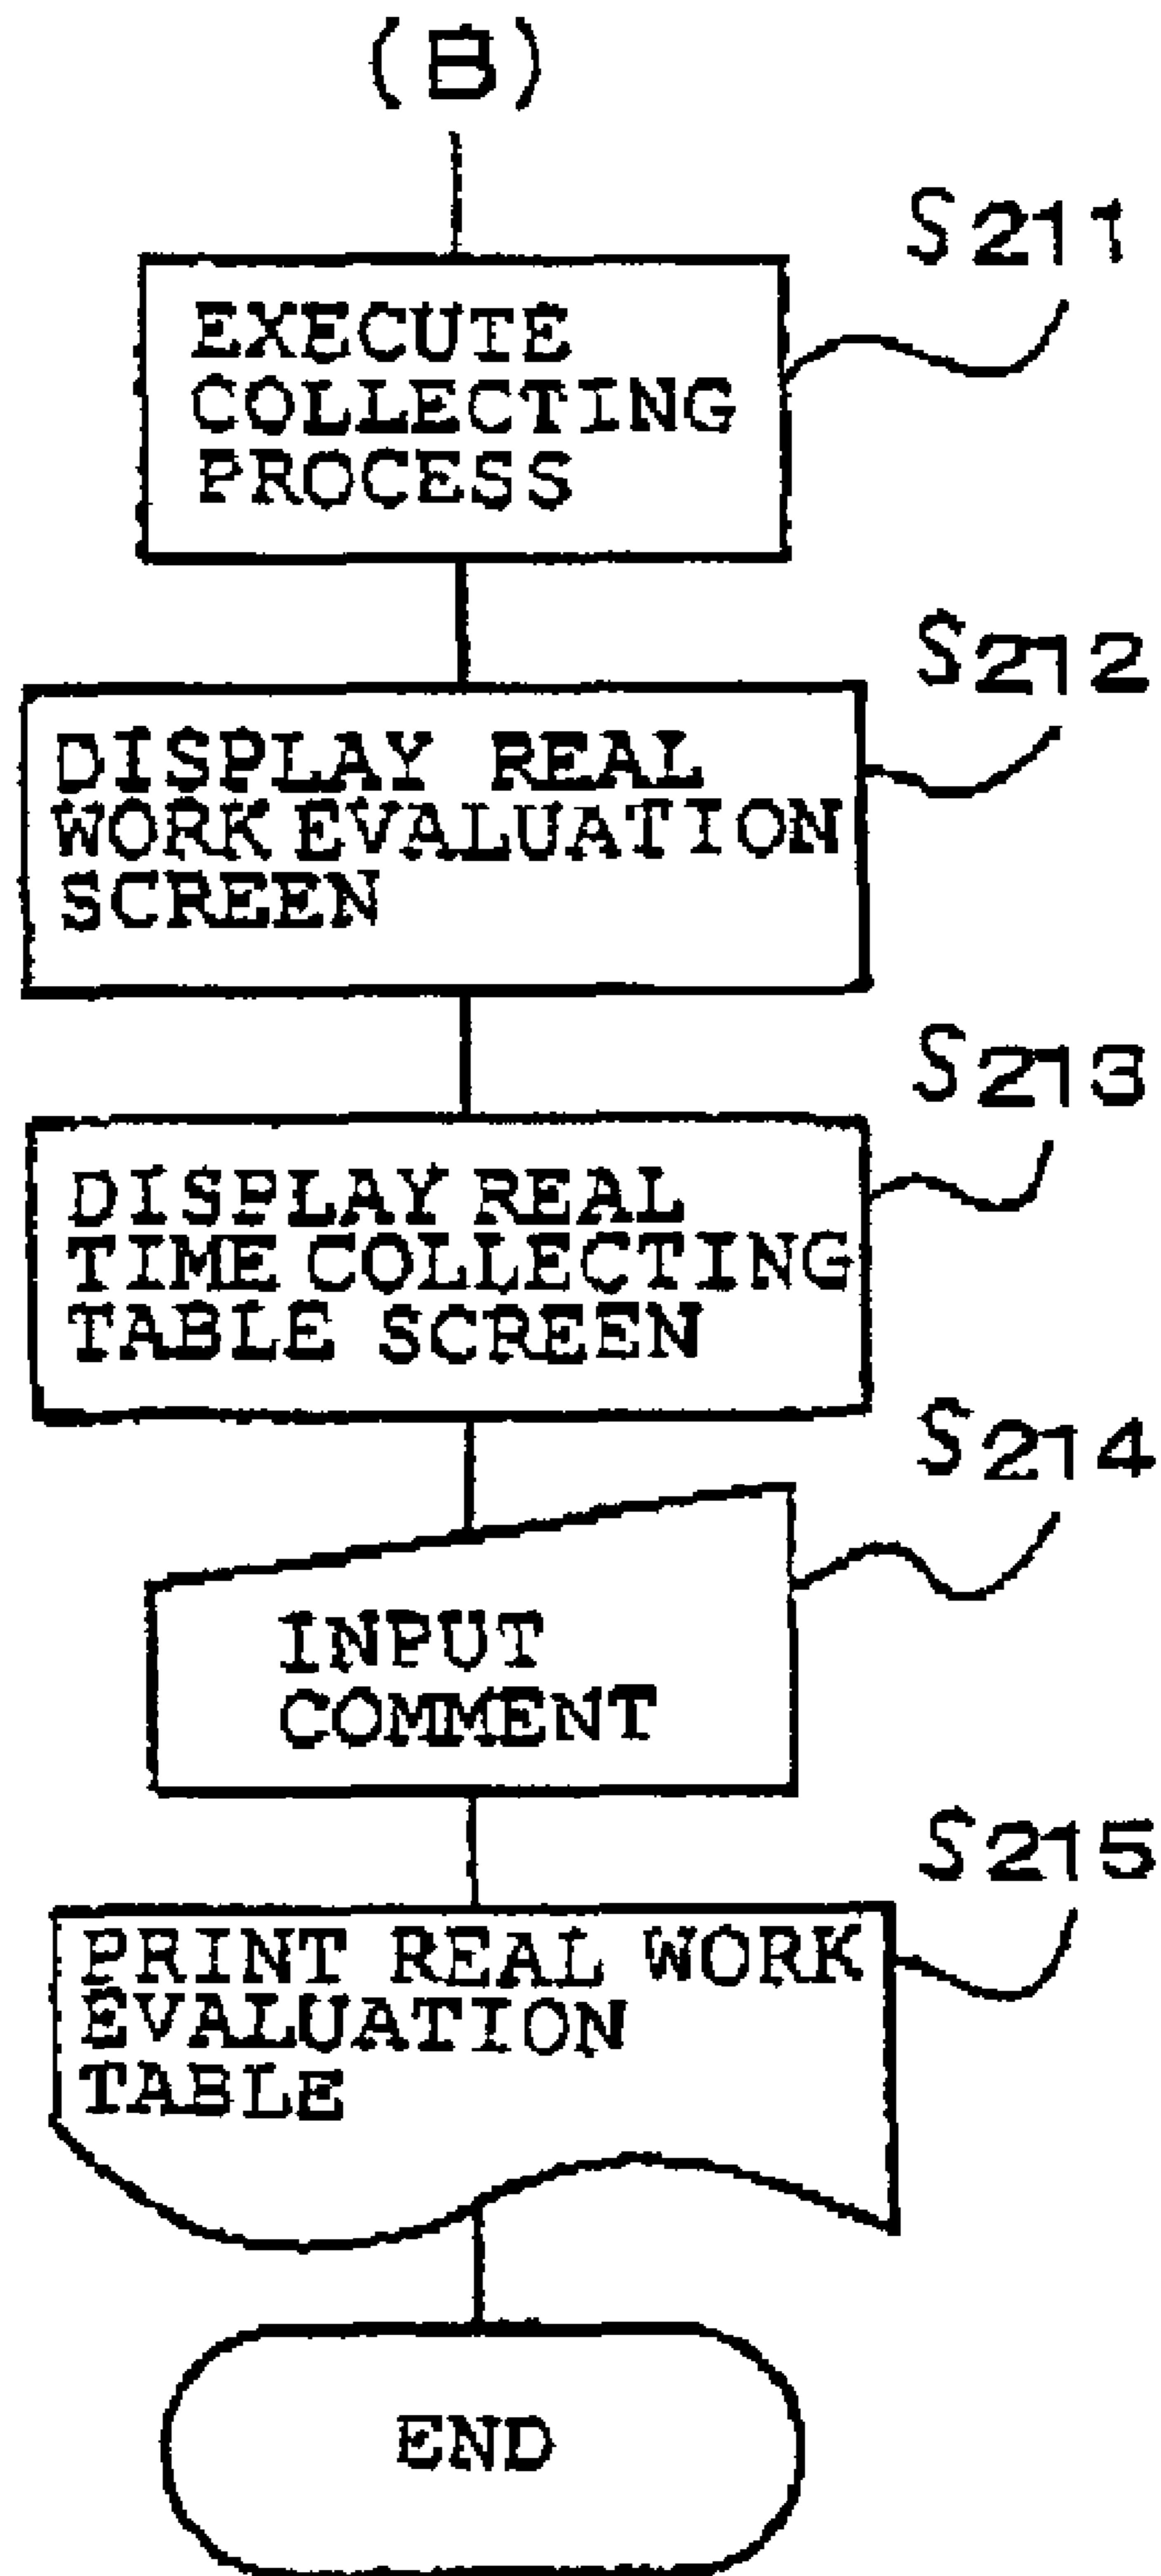 (B)
S211
EXECUTE
COLLECTING
PROCESS
S212
DISPLAY REAL
WORK EVALUATION
SCREEN
S213
DISPLAY REAL
TIME COLLECTING
TABLE SCREEN
S214
INPUT
COMMENT
S215
PRINT REAL WORK
EVALUATION
TABLE
END